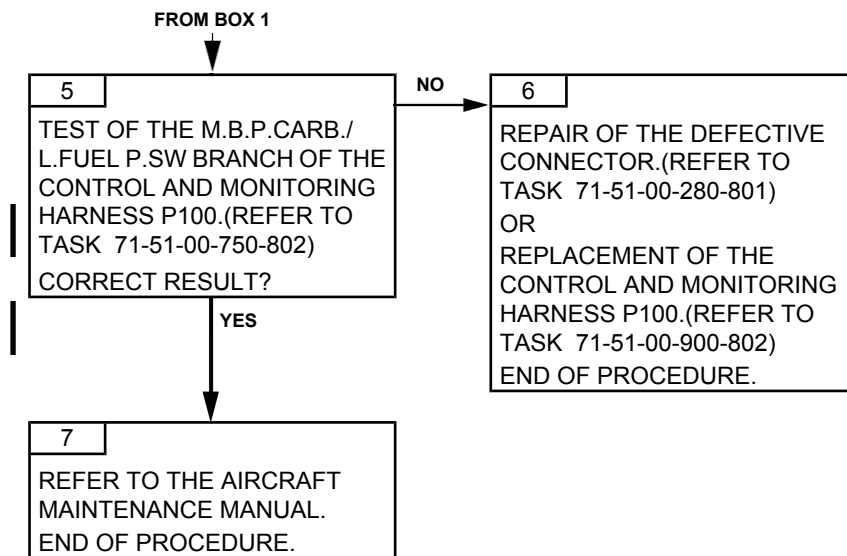 FROM BOX 1
5
TEST OF THE M.B.P.CARB./
L.FUEL P.SW BRANCH OF THE
CONTROL AND MONITORING
HARNESS P100.(REFER TO
TASK 71-51-00-750-802)
CORRECT RESULT?
NO
6
REPAIR OF THE DEFECTIVE
CONNECTOR.(REFER TO
TASK 71-51-00-280-801)
OR
REPLACEMENT OF THE
CONTROL AND MONITORING
HARNESS P100.(REFER TO
TASK 71-51-00-900-802)
END OF PROCEDURE.
YES
7
REFER TO THE AIRCRAFT
MAINTENANCE MANUAL.
END OF PROCEDURE.